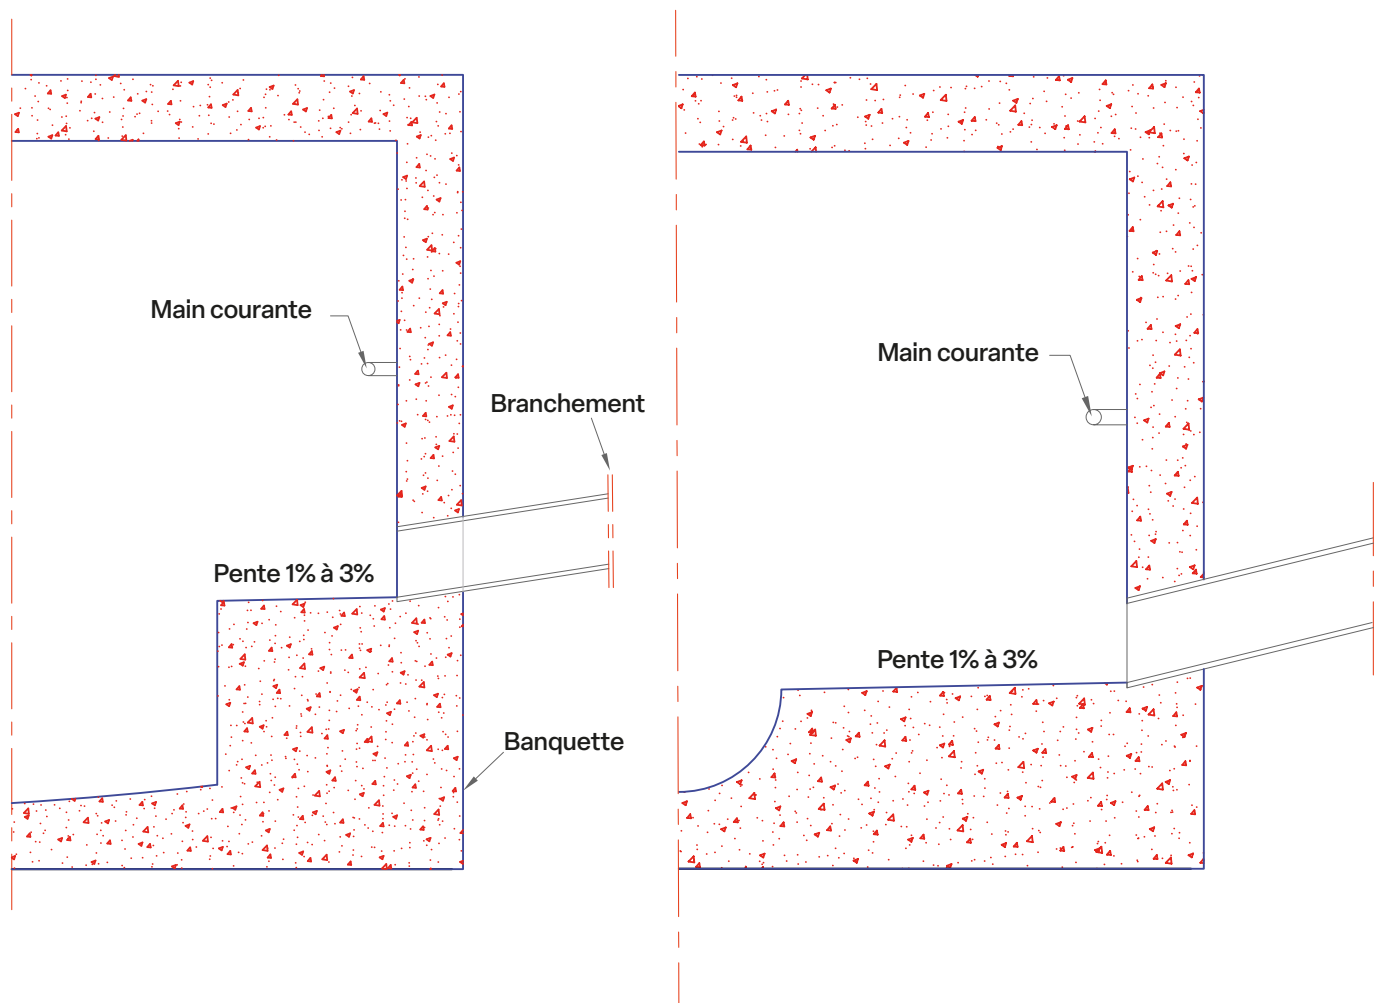 Main courante
Branchement
Pente 1% à 3%
Banquette
Main courante
Pente 1% à 3%